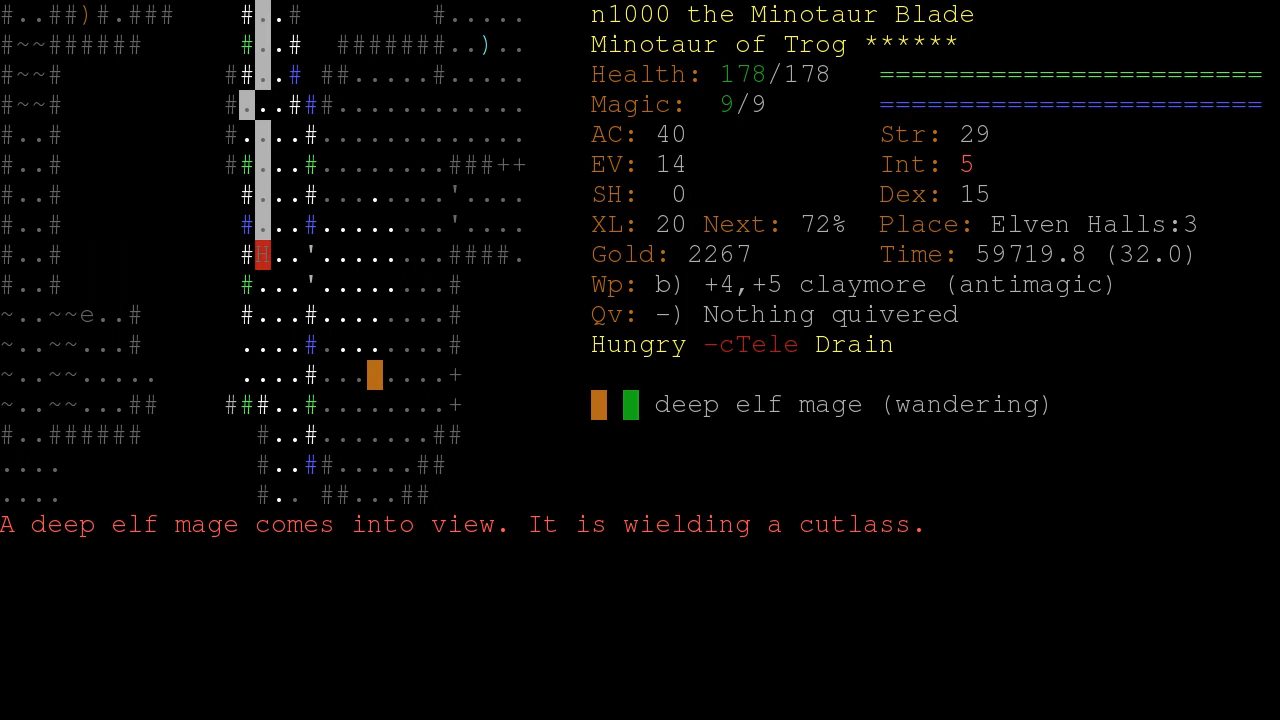 n1000 the Minotaur Blade
Minotaur of Trog ******
Health: 178/178 ========================
Magic: 9/9 ========================
AC: 40 Str: 29
EV: 14 Int: 5
SH: 0 Dex: 15
XL: 20 Next: 72% Place: Elven Halls:3
Gold: 2267 Time: 59719.8 (32.0)
Wp: b) +4,+5 claymore (antimagic)
Qv: -) Nothing quivered
Hungry -cTele Drain
deep elf mage (wandering)
A deep elf mage comes into view. It is wielding a cutlass.